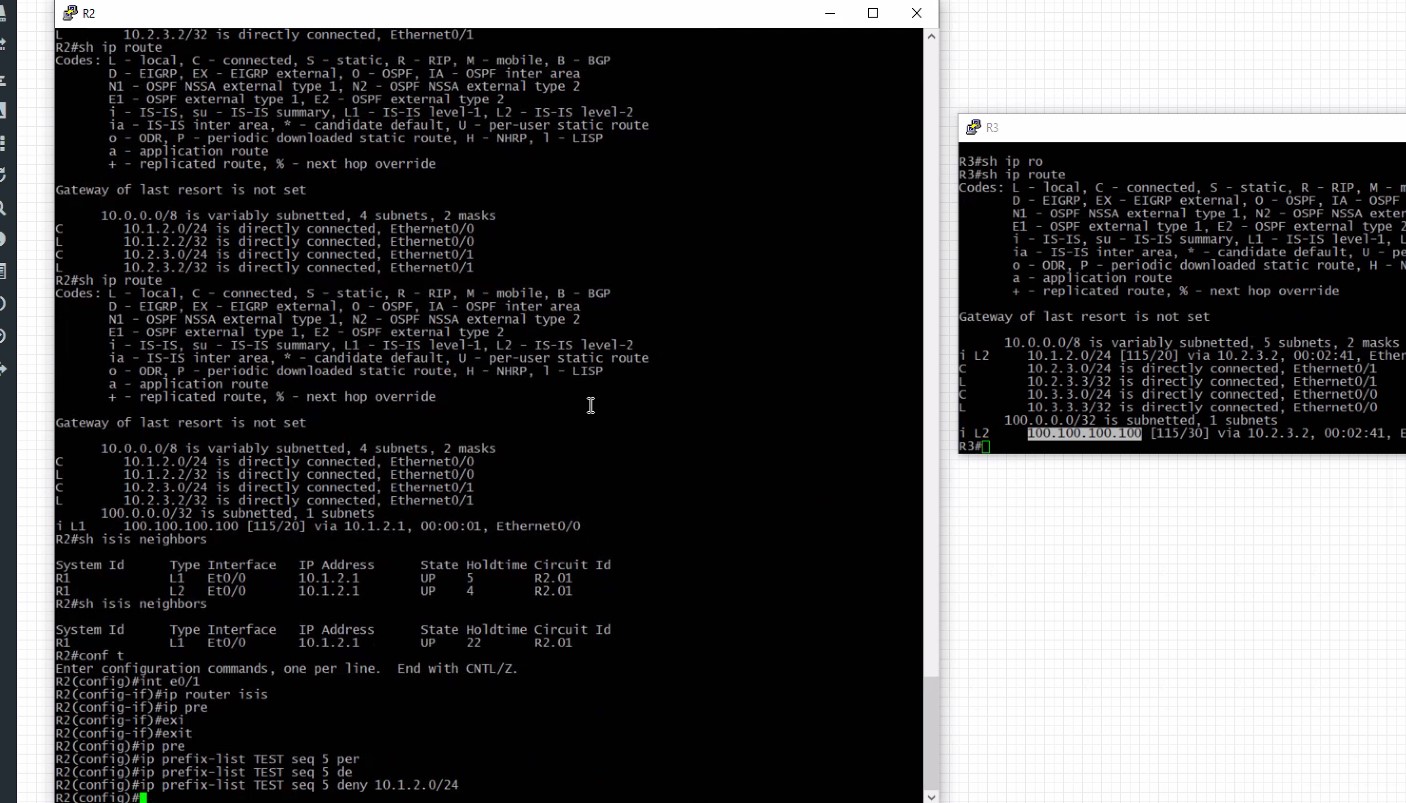 R2
L        10.2.3.2/32 is directly connected, Ethernet0/1
R2#sh ip route
Codes: L - local, C - connected, S - static, R - RIP, M - mobile, B - BGP
       D - EIGRP, EX - EIGRP external, O - OSPF, IA - OSPF inter area
       N1 - OSPF NSSA external type 1, N2 - OSPF NSSA external type 2
       E1 - OSPF external type 1, E2 - OSPF external type 2
       i - IS-IS, su - IS-IS summary, L1 - IS-IS level-1, L2 - IS-IS level-2
       ia - IS-IS inter area, * - candidate default, U - per-user static route
       o - ODR, P - periodic downloaded static route, H - NHRP, l - LISP
       a - application route
       + - replicated route, % - next hop override
Gateway of last resort is not set
      10.0.0.0/8 is variably subnetted, 4 subnets, 2 masks
C        10.1.2.0/24 is directly connected, Ethernet0/0
L        10.1.2.2/32 is directly connected, Ethernet0/0
C        10.2.3.0/24 is directly connected, Ethernet0/1
L        10.2.3.2/32 is directly connected, Ethernet0/1
R2#sh ip route
Codes: L - local, C - connected, S - static, R - RIP, M - mobile, B - BGP
       D - EIGRP, EX - EIGRP external, O - OSPF, IA - OSPF inter area
       N1 - OSPF NSSA external type 1, N2 - OSPF NSSA external type 2
       E1 - OSPF external type 1, E2 - OSPF external type 2
       i - IS-IS, su - IS-IS summary, L1 - IS-IS level-1, L2 - IS-IS level-2
       ia - IS-IS inter area, * - candidate default, U - per-user static route
       o - ODR, P - periodic downloaded static route, H - NHRP, l - LISP
       a - application route
       + - replicated route, % - next hop override
Gateway of last resort is not set
      10.0.0.0/8 is variably subnetted, 4 subnets, 2 masks
C        10.1.2.0/24 is directly connected, Ethernet0/0
L        10.1.2.2/32 is directly connected, Ethernet0/0
C        10.2.3.0/24 is directly connected, Ethernet0/1
L        10.2.3.2/32 is directly connected, Ethernet0/1
      100.0.0.0/32 is subnetted, 1 subnets
i L1     100.100.100.100 [115/20] via 10.1.2.1, 00:00:01, Ethernet0/0
R2#sh isis neighbors
System Id      Type Interface   IP Address      State Holdtime Circuit Id
R1             L1   Et0/0       10.1.2.1        UP    5        R2.01
R1             L2   Et0/0       10.1.2.1        UP    4        R2.01
R2#sh isis neighbors
System Id      Type Interface   IP Address      State Holdtime Circuit Id
R1             L1   Et0/0       10.1.2.1        UP    22       R2.01
R2#conf t
Enter configuration commands, one per line.  End with CNTL/Z.
R2(config)#int e0/1
R2(config-if)#ip router isis
R2(config-if)#ip pre
R2(config-if)#exi
R2(config-if)#exit
R2(config)#ip pre
R2(config)#ip prefix-list TEST seq 5 per
R2(config)#ip prefix-list TEST seq 5 de
R2(config)#ip prefix-list TEST seq 5 deny 10.1.2.0/24
R2(config)#
R3
R3#sh ip ro
R3#sh ip route
Codes: L - local, C - connected, S - static, R - RIP, M - m
       D - EIGRP, EX - EIGRP external, O - OSPF, IA - OSPF
       N1 - OSPF NSSA external type 1, N2 - OSPF NSSA exter
       E1 - OSPF external type 1, E2 - OSPF external type 2
       i - IS-IS, su - IS-IS summary, L1 - IS-IS level-1, L
       ia - IS-IS inter area, * - candidate default, U - pe
       o - ODR, P - periodic downloaded static route, H - N
       a - application route
       + - replicated route, % - next hop override
Gateway of last resort is not set
      10.0.0.0/8 is variably subnetted, 5 subnets, 2 masks
i L2     10.1.2.0/24 [115/20] via 10.2.3.2, 00:02:41, Ether
C        10.2.3.0/24 is directly connected, Ethernet0/1
L        10.2.3.3/32 is directly connected, Ethernet0/1
C        10.3.3.0/24 is directly connected, Ethernet0/0
L        10.3.3.3/32 is directly connected, Ethernet0/0
      100.0.0.0/32 is subnetted, 1 subnets
i L2     100.100.100.100 [115/30] via 10.2.3.2, 00:02:41, E
R3#